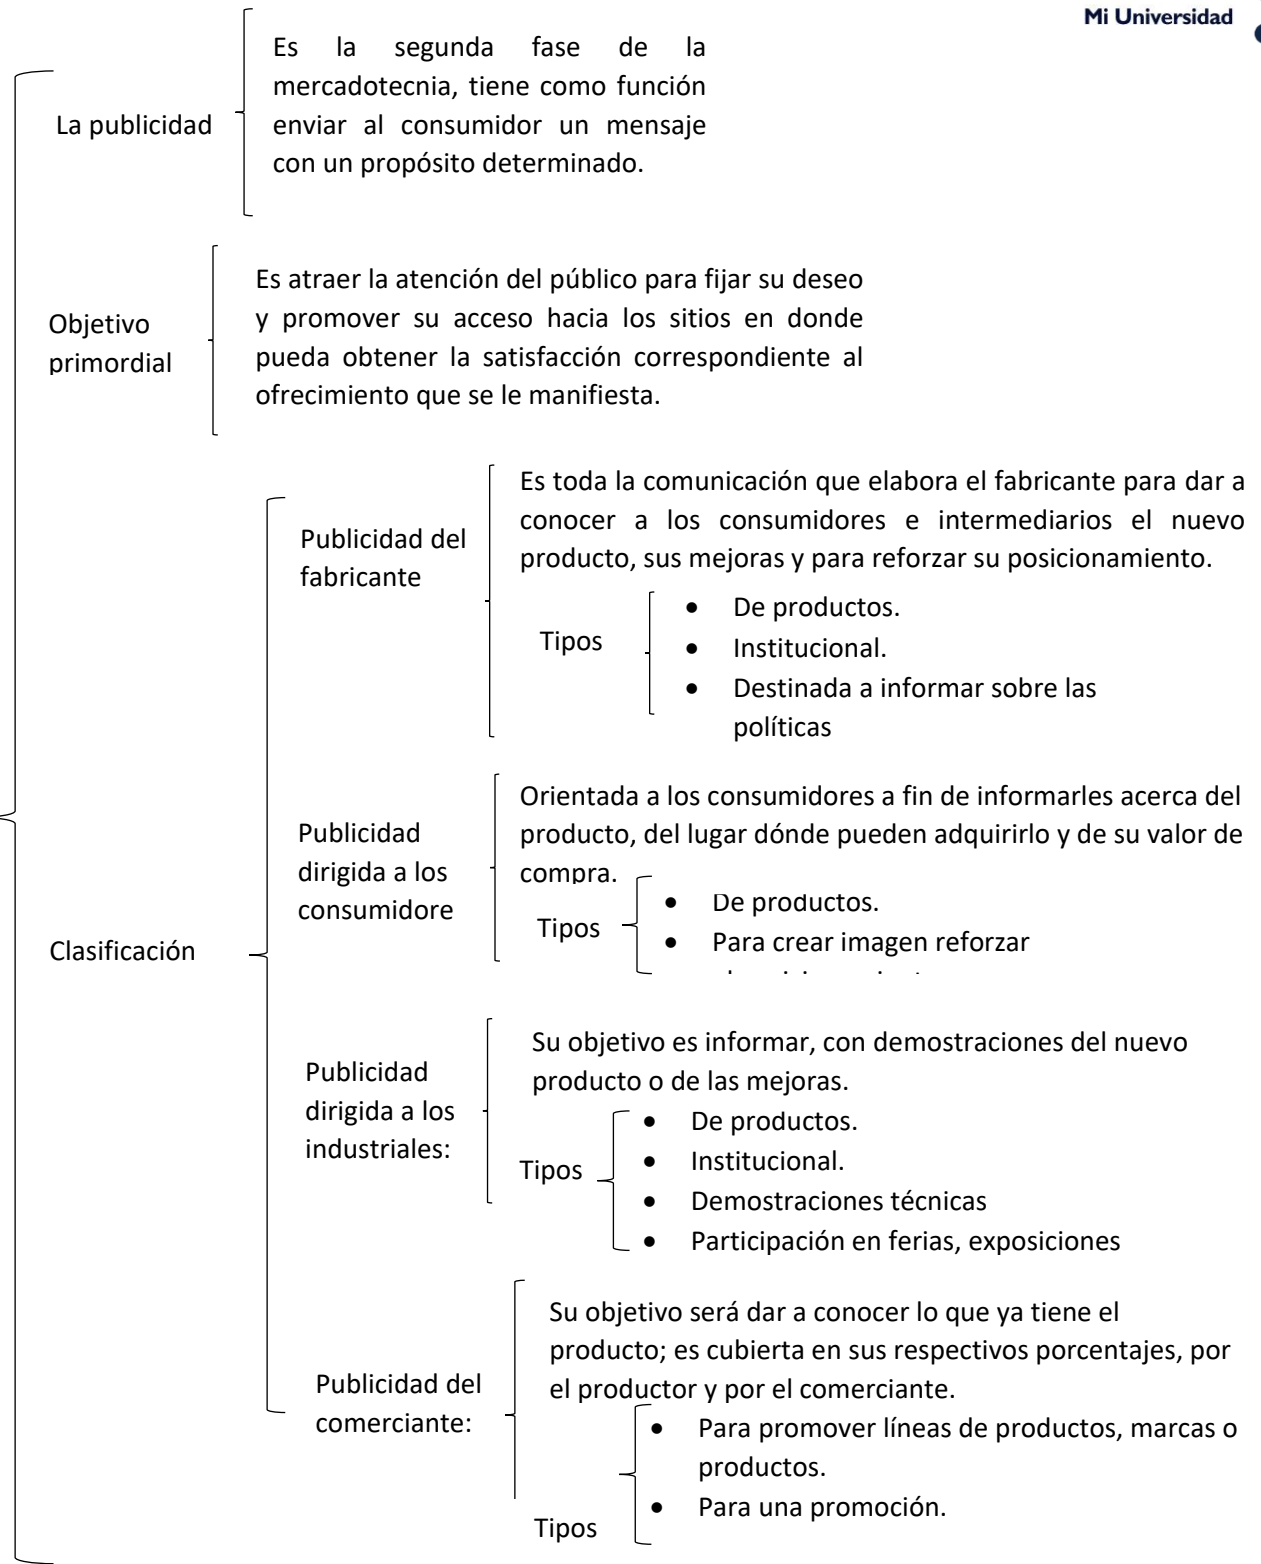 Mi Universidad
Es la segunda fase de la
mercadotecnia, tiene como función
enviar al consumidor un mensaje
con un propósito determinado.
La publicidad
Es atraer la atención del público para fijar su deseo
y promover su acceso hacia los sitios en donde
pueda obtener la satisfacción correspondiente al
ofrecimiento que se le manifiesta.
Objetivo
primordial
Clasificación
Publicidad del
fabricante
Es toda la comunicación que elabora el fabricante para dar a
conocer a los consumidores e intermediarios el nuevo
producto, sus mejoras y para reforzar su posicionamiento.
Tipos
• De productos.
• Institucional.
• Destinada a informar sobre las
políticas
Publicidad
dirigida a los
consumidore
Orientada a los consumidores a fin de informarles acerca del
producto, del lugar dónde pueden adquirirlo y de su valor de
compra.
Tipos
• De productos.
• Para crear imagen reforzar
Publicidad
dirigida a los
industriales:
Su objetivo es informar, con demostraciones del nuevo
producto o de las mejoras.
Tipos
• De productos.
• Institucional.
• Demostraciones técnicas
• Participación en ferias, exposiciones
Publicidad del
comerciante:
Su objetivo será dar a conocer lo que ya tiene el
producto; es cubierta en sus respectivos porcentajes, por
el productor y por el comerciante.
Tipos
• Para promover líneas de productos, marcas o
productos.
• Para una promoción.